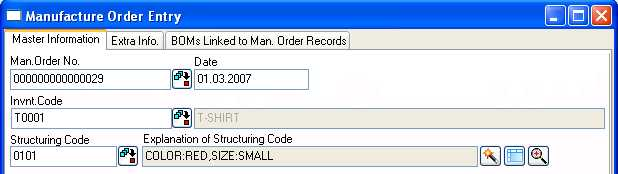 Manufacture Order Entry
Master Information Extra Info. BOMs Linked to Man. Order Records
Man.Order No. Date
000000000000029 01.03.2007
Invnt.Code
T0001 T-SHIRT
Structuring Code Explanation of Structuring Code
0101 COLOR:RED,SIZE:SMALL